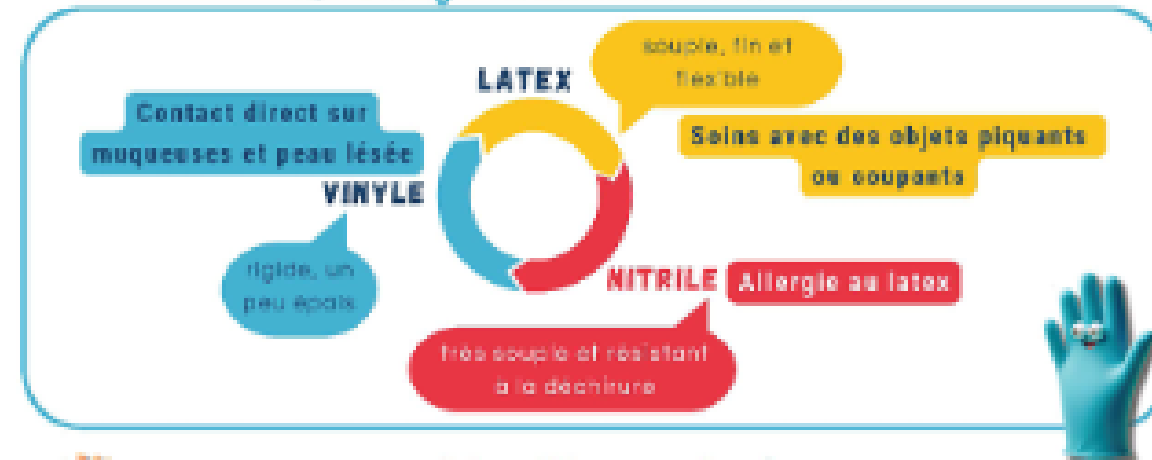 LATEX
souple, fin et
flexible
Contact direct sur
muqueuses et peau lésée
Soins avec des objets piquants
ou coupants
VINYLE
rigide, un
peu épais
NITRILE
Allergie au latex
très souple et résistant
à la déchirure